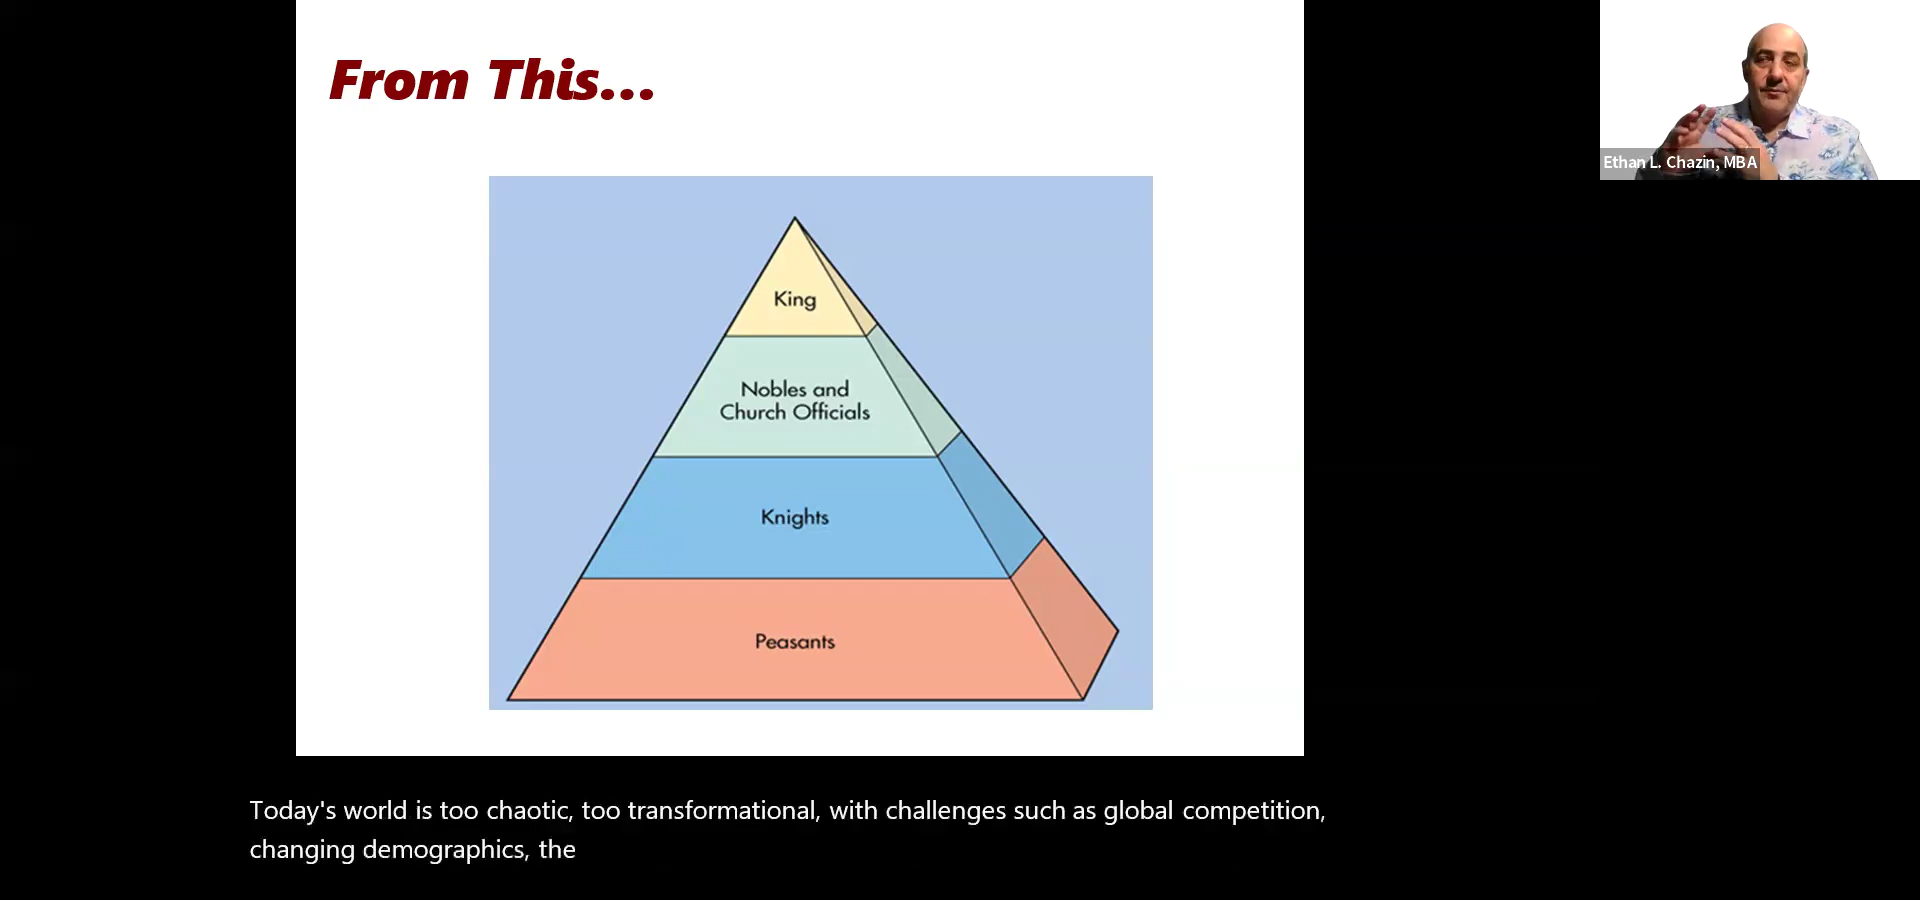 From This...
King
Nobles and
Church Officials
Knights
Peasants
Ethan L. Chazin, MBA
Today's world is too chaotic, too transformational, with challenges such as global competition,
changing demographics, the